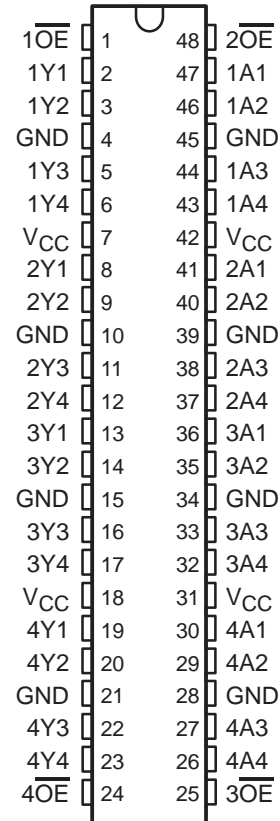 1O̅E̅ 1 48 2O̅E̅
1Y1 2 47 1A1
1Y2 3 46 1A2
GND 4 45 GND
1Y3 5 44 1A3
1Y4 6 43 1A4
VCC 7 42 VCC
2Y1 8 41 2A1
2Y2 9 40 2A2
GND 10 39 GND
2Y3 11 38 2A3
2Y4 12 37 2A4
3Y1 13 36 3A1
3Y2 14 35 3A2
GND 15 34 GND
3Y3 16 33 3A3
3Y4 17 32 3A4
VCC 18 31 VCC
4Y1 19 30 4A1
4Y2 20 29 4A2
GND 21 28 GND
4Y3 22 27 4A3
4Y4 23 26 4A4
4O̅E̅ 24 25 3O̅E̅